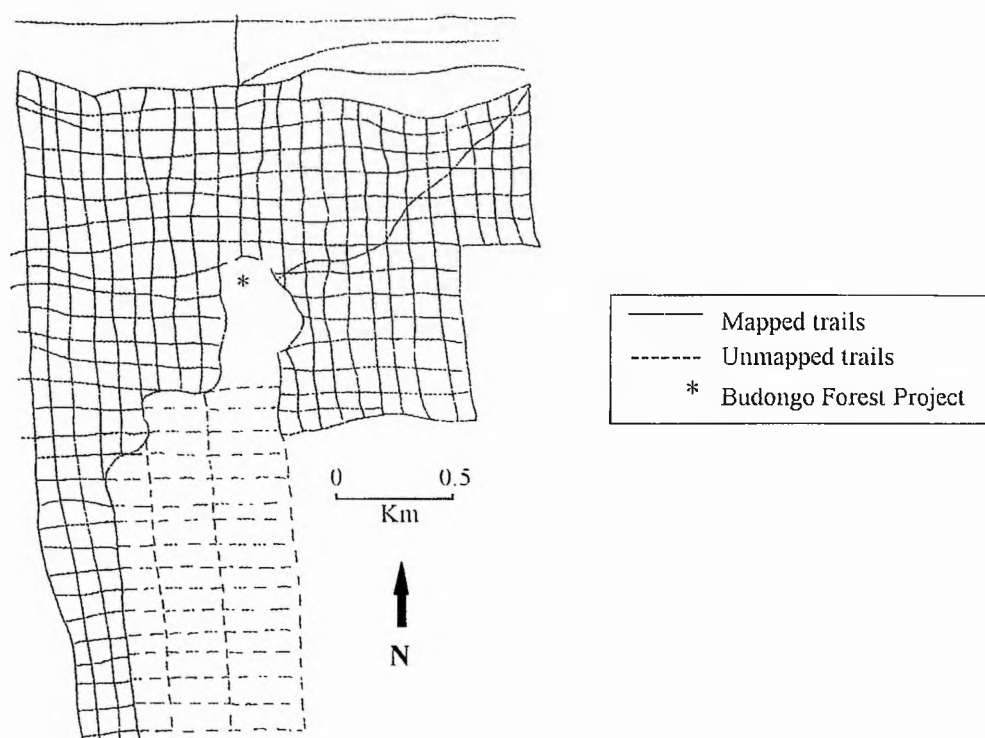 Mapped trails
Unmapped trails
* Budongo Forest Project
0 0.5
Km
N
*